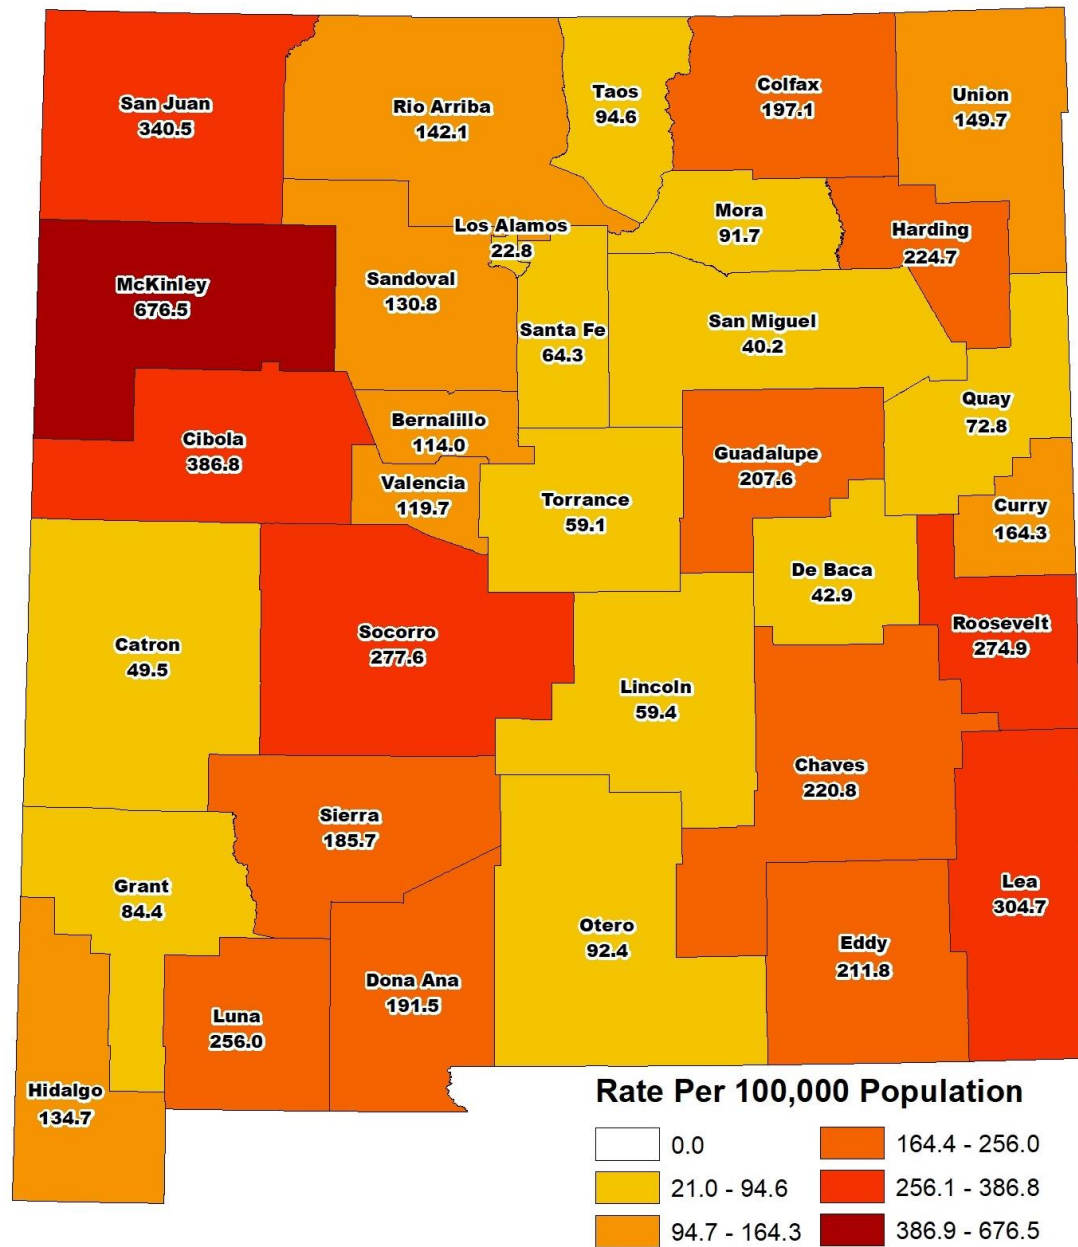 San Juan
340.5
Rio Arriba
142.1
Taos
94.6
Colfax
197.1
Union
149.7
Mora
91.7
Harding
224.7
Los Alamos
22.8
McKinley
676.5
Sandoval
130.8
Santa Fe
64.3
San Miguel
40.2
Quay
72.8
Cibola
386.8
Bernalillo
114.0
Guadalupe
207.6
Valencia
119.7
Torrance
59.1
Curry
164.3
De Baca
42.9
Catron
49.5
Socorro
277.6
Roosevelt
274.9
Lincoln
59.4
Chaves
220.8
Sierra
185.7
Grant
84.4
Otero
92.4
Lea
304.7
Eddy
211.8
Dona Ana
191.5
Luna
256.0
Hidalgo
134.7
Rate Per 100,000 Population
0.0
21.0 - 94.6
94.7 - 164.3
164.4 - 256.0
256.1 - 386.8
386.9 - 676.5